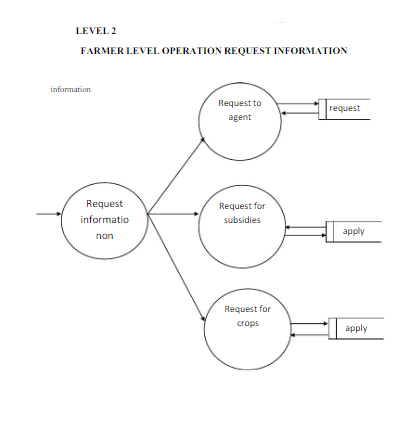 LEVEL 2
FARMER LEVEL OPERATION REQUEST INFORMATION
information
Request to
agent
request
Request
informatio
non
Request for
subsidies
apply
Request for
crops
apply